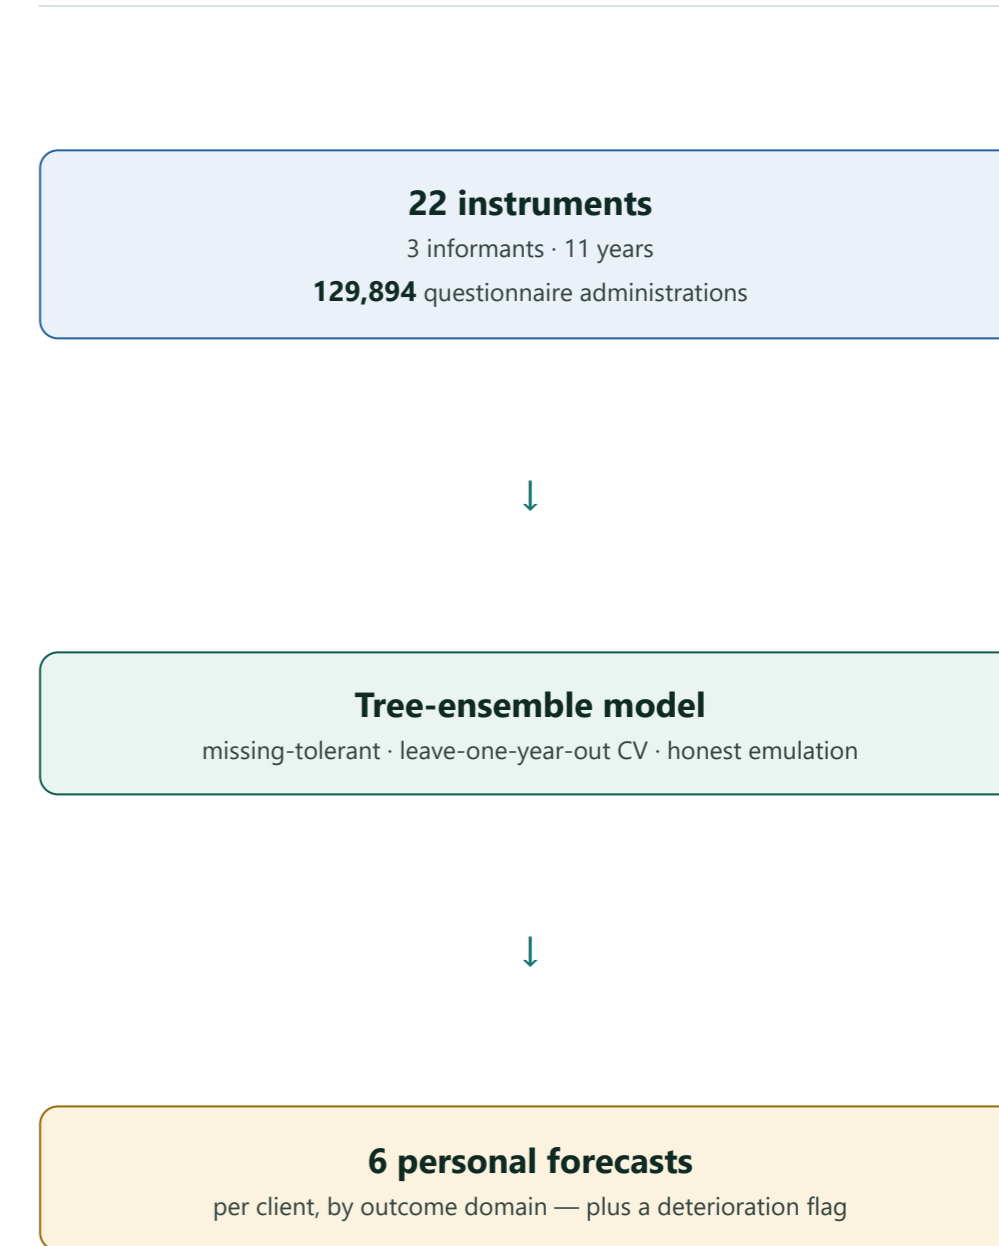 22 instruments
3 informants · 11 years
129,894 questionnaire administrations
↓
Tree-ensemble model
missing-tolerant · leave-one-year-out CV · honest emulation
↓
6 personal forecasts
per client, by outcome domain — plus a deterioration flag